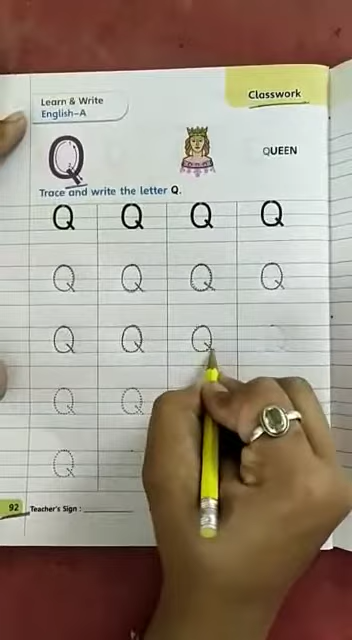 Learn & Write
English–A
Classwork
Q
QUEEN
Trace and write the letter Q.
Q Q Q Q
Q Q Q Q
Q Q Q
Q Q
Q
92 Teacher's Sign :